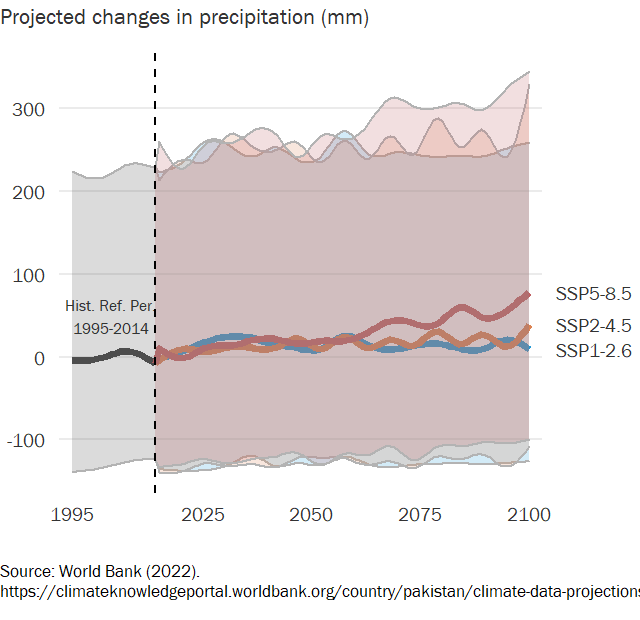 Projected changes in precipitation (mm)
300
200
100
Hist. Ref. Per.
1995-2014
0
-100
SSP5-8.5
SSP2-4.5
SSP1-2.6
1995 2025 2050 2075 2100
Source: World Bank (2022).
https://climateknowledgeportal.worldbank.org/country/pakistan/climate-data-projections